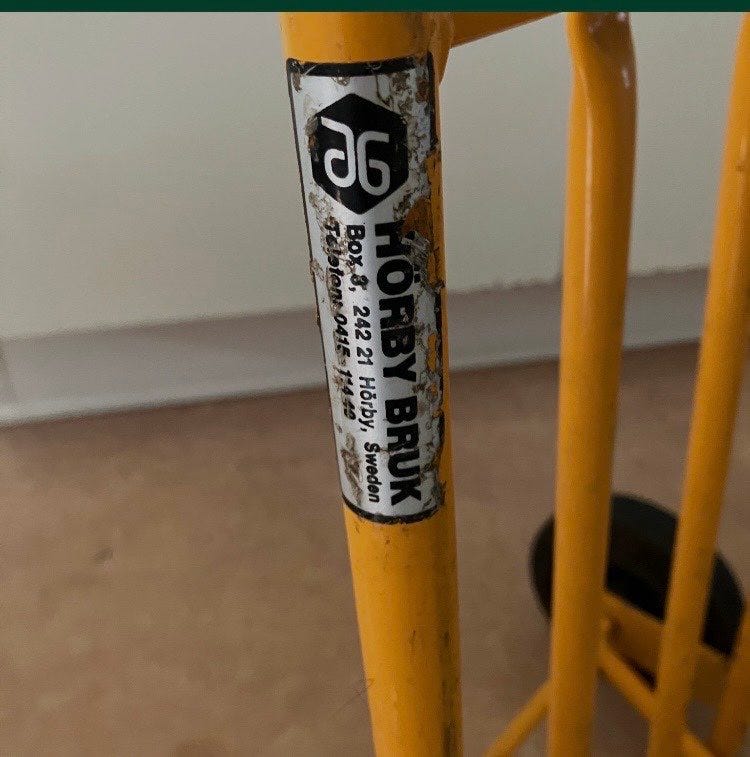 HÖRBY BRUK
Box 8, 242 21 Hörby, Sweden
Telefon: 0415